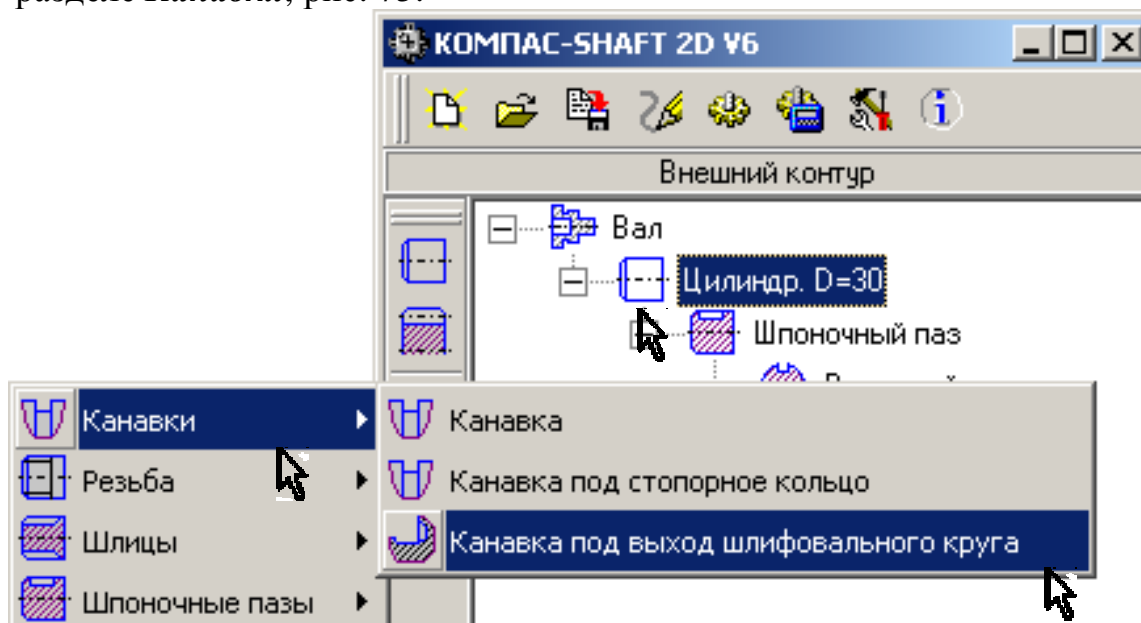 КОМПАС-SHAFT 2D V6
Внешний контур
Вал
Цилиндр. D=30
Шпоночный паз
Канавки
Резьба
Шлицы
Шпоночные пазы
Канавка
Канавка под стопорное кольцо
Канавка под выход шлифовального круга